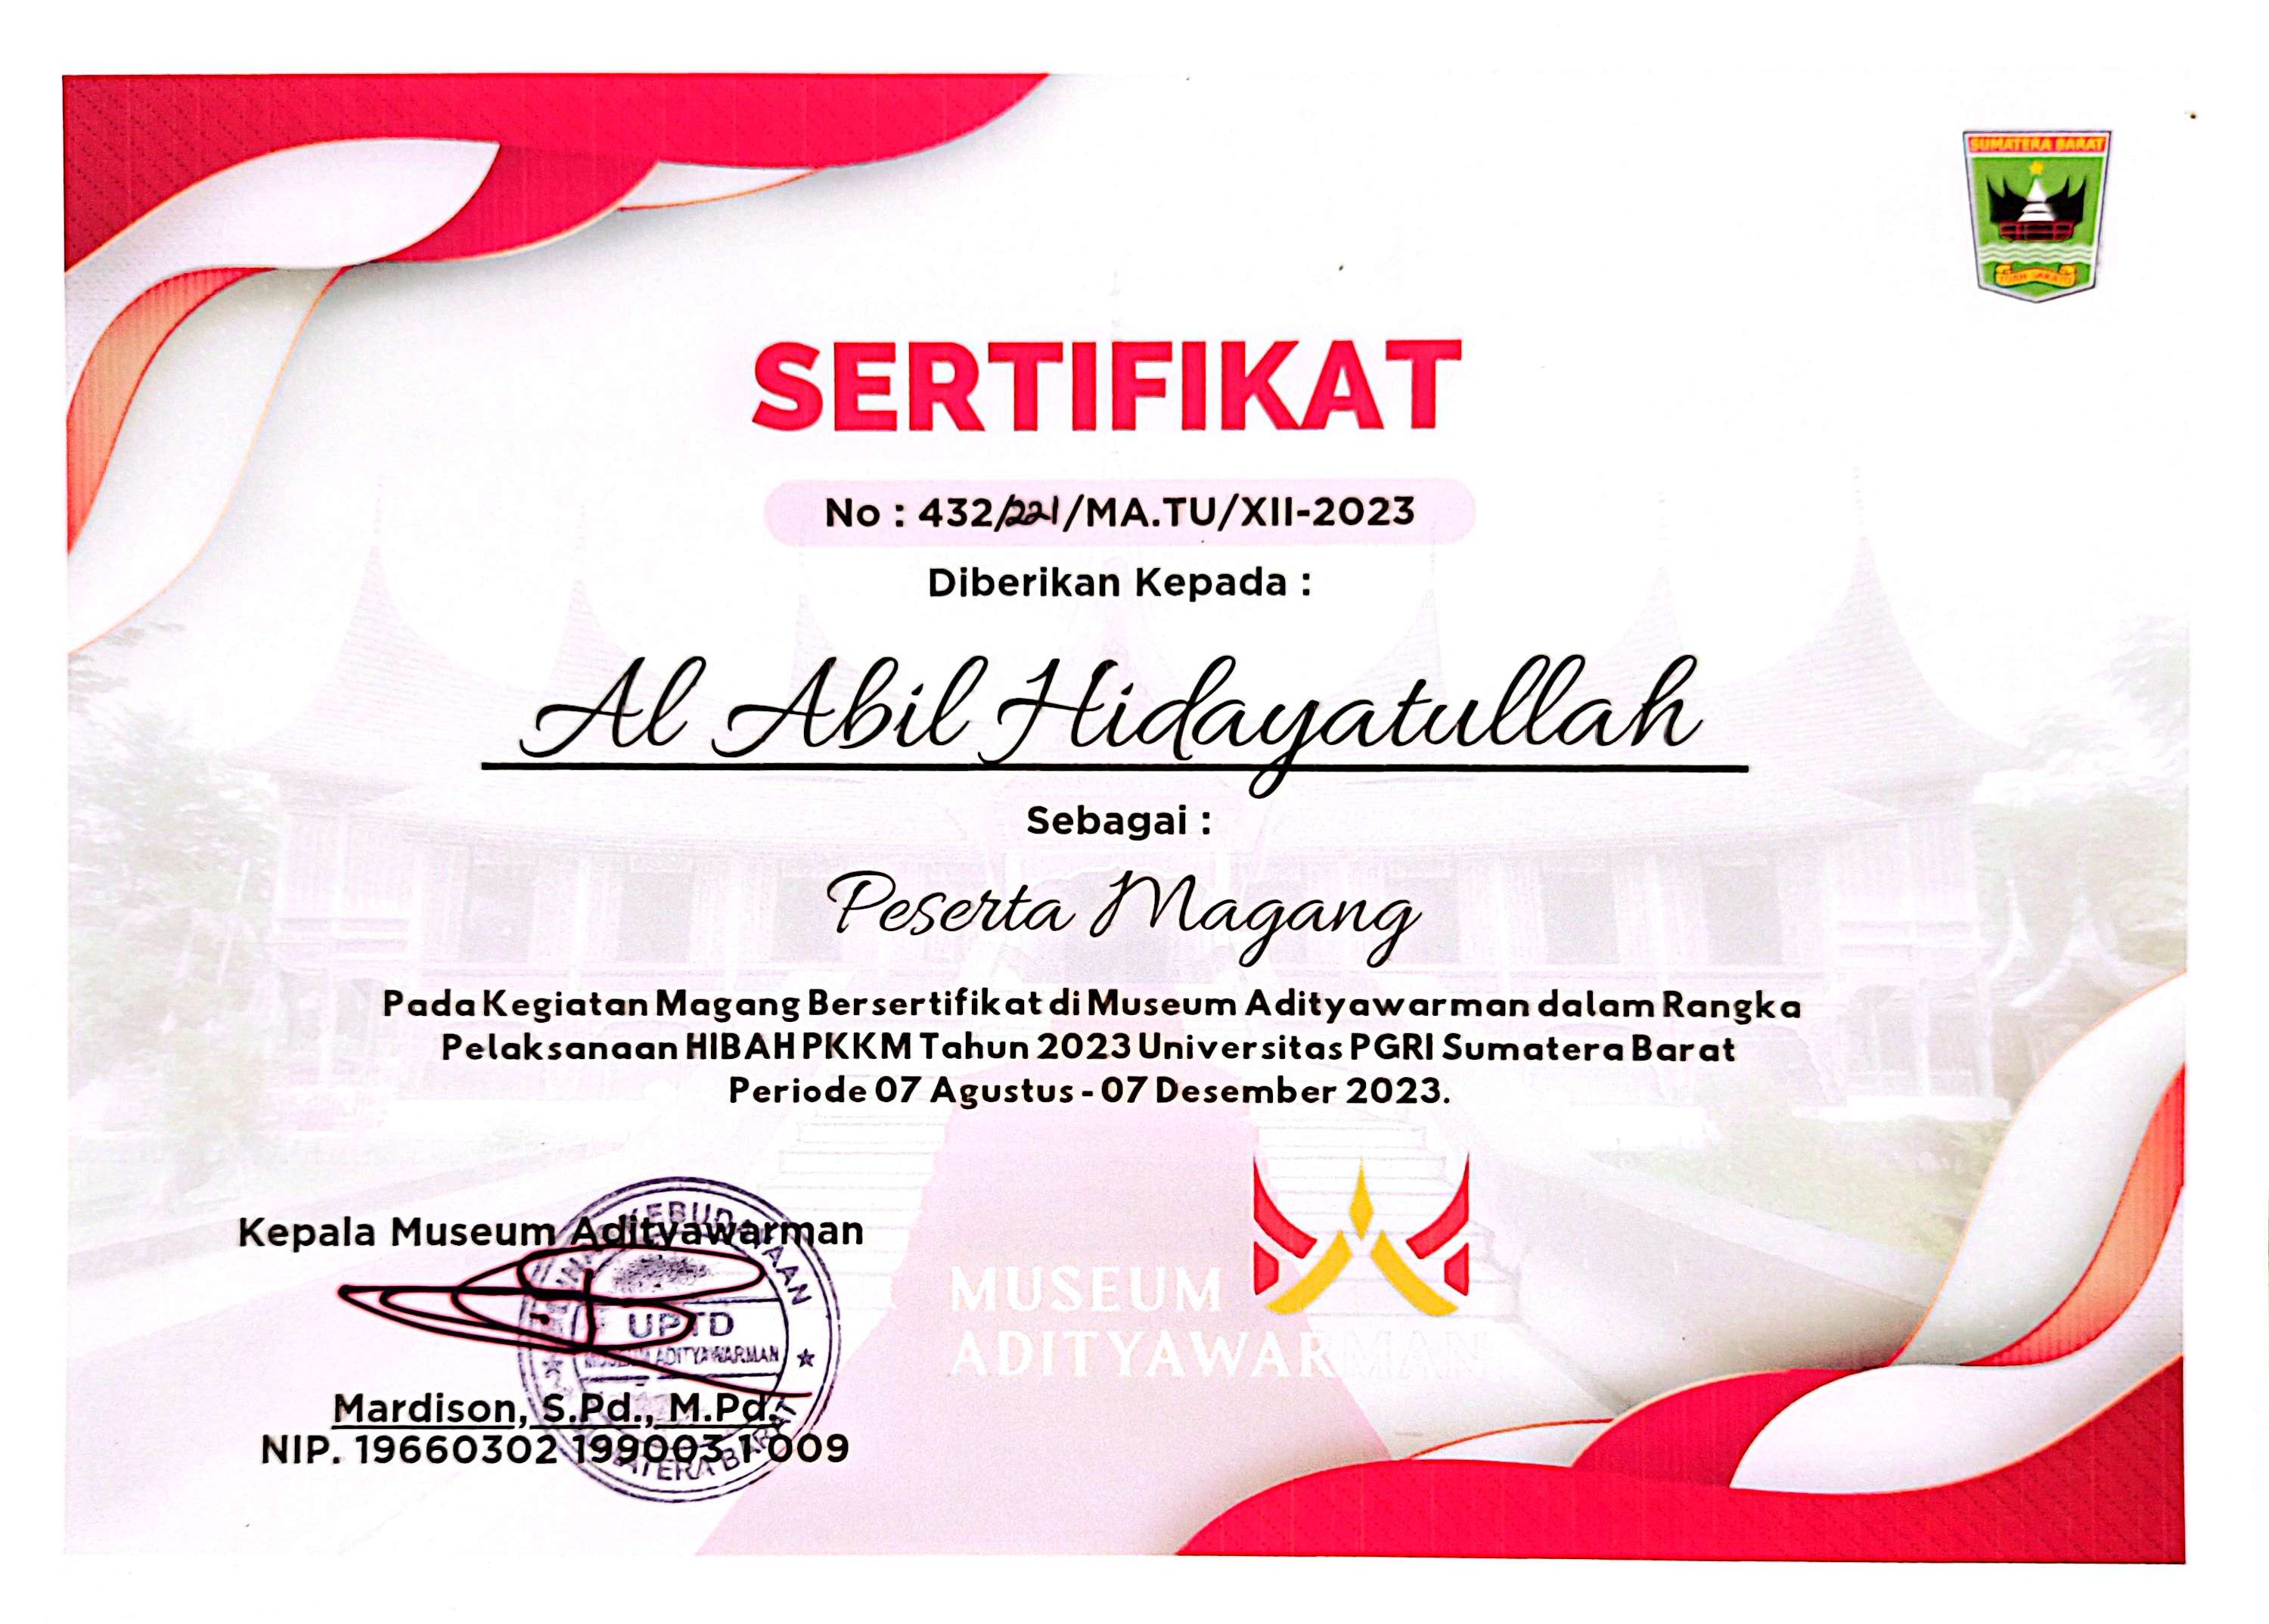 SUMATERA BARAT
SERTIFIKAT
No : 432/221/MA.TU/XII-2023
Diberikan Kepada :
Al Abil Hidayatullah
Sebagai :
Peserta Magang
Pada Kegiatan Magang Bersertifikat di Museum Adityawarman dalam Rangka
Pelaksanaan HIBAH PKKM Tahun 2023 Universitas PGRI Sumatera Barat
Periode 07 Agustus - 07 Desember 2023.
Kepala Museum Adityawarman
KEBUDAYAAN
UPTD
MUSEUM ADITYAWARMAN
SUMATERA BARAT
Mardison, S.Pd., M.Pd.
NIP. 19660302 199003 1 009
MUSEUM
ADITYAWARMAN